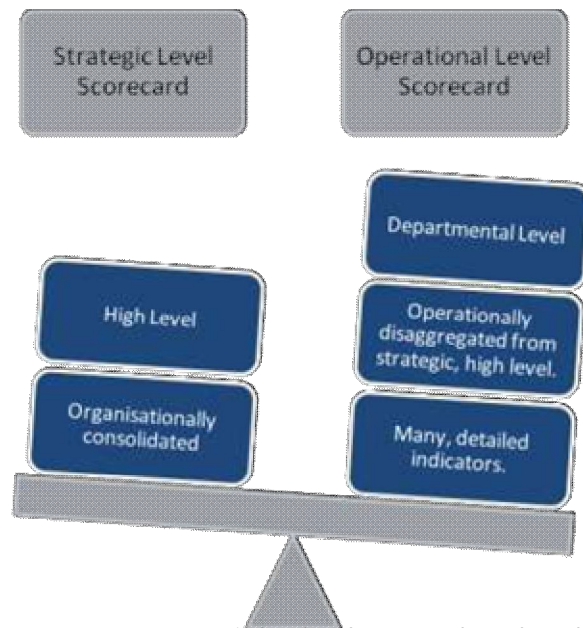 Strategic Level
Scorecard
Operational Level
Scorecard
High Level
Organisationally
consolidated
Departmental Level
Operationally
disaggregated from
strategic, high level.
Many, detailed
indicators.